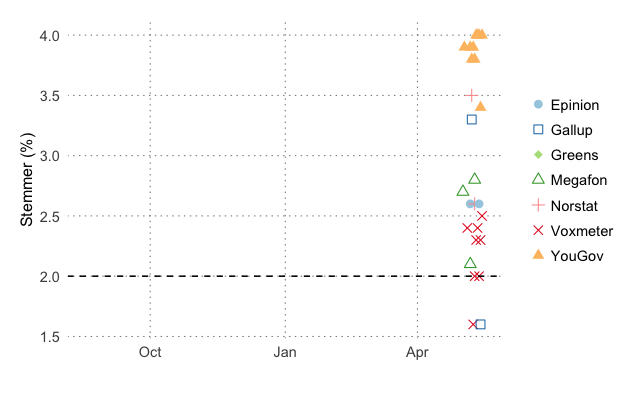 4.0
3.5
3.0
2.5
2.0
1.5
Stemmer (%)
Oct
Jan
Apr
Epinion
Gallup
Greens
Megafon
Norstat
Voxmeter
YouGov